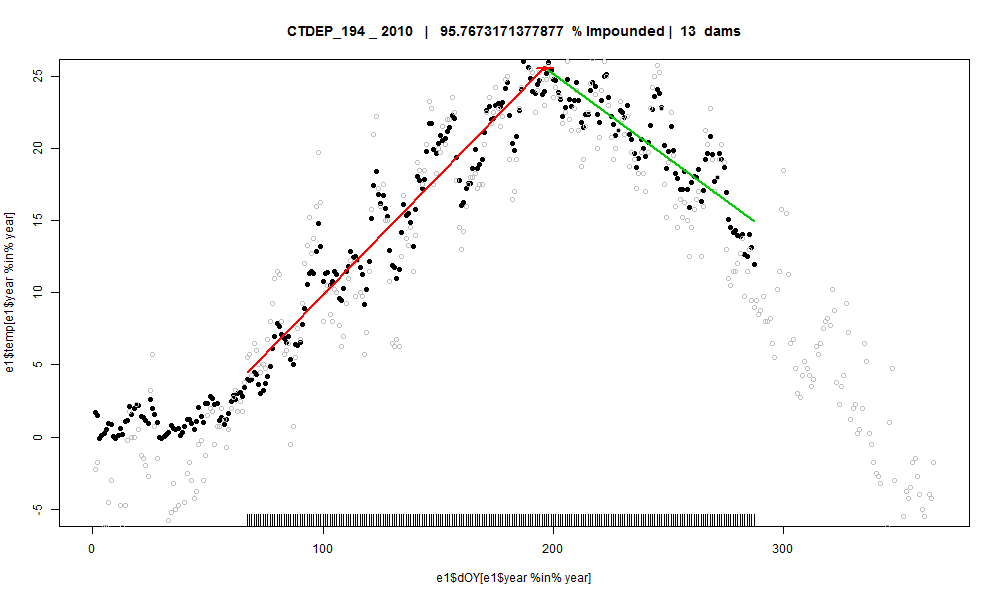 CTDEP_194 _ 2010 | 95.7673171377877 % Impounded | 13 dams
e1$temp[e1$year %in% year]
25
20
15
10
5
0
-5
0 100 200 300
e1$dOY[e1$year %in% year]